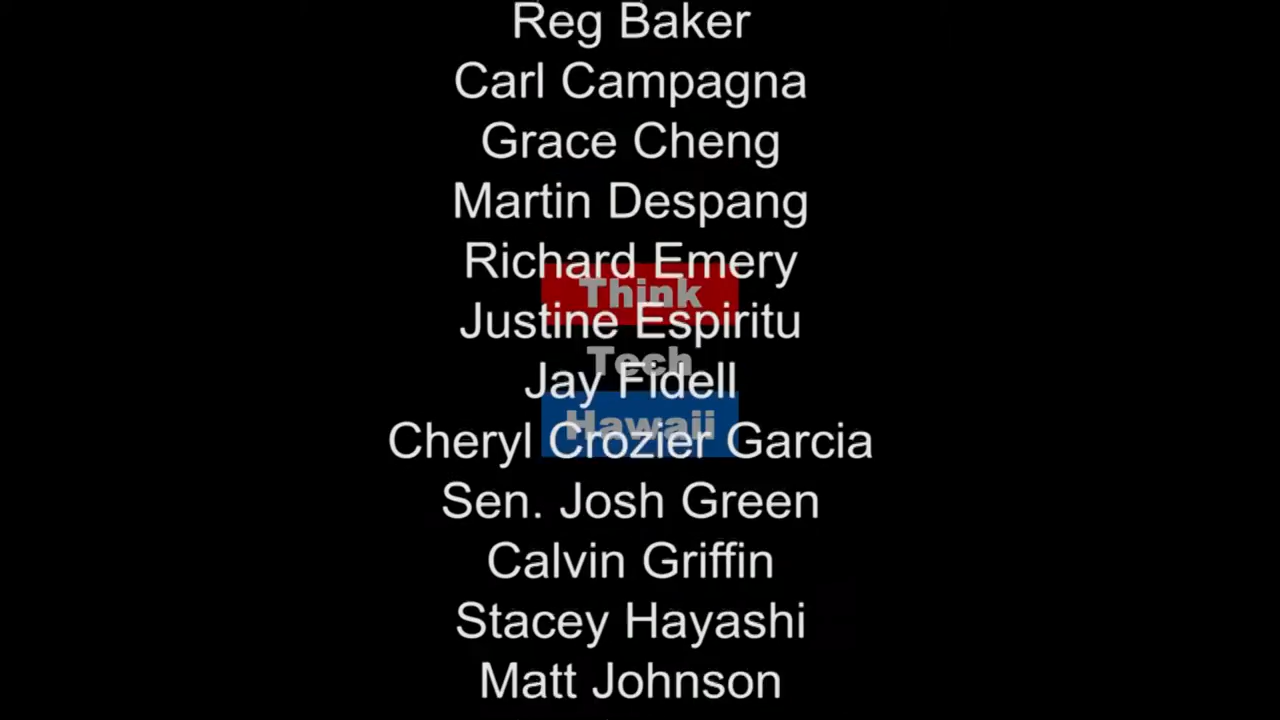 Reg Baker
Carl Campagna
Grace Cheng
Martin Despang
Richard Emery
Think
Justine Espiritu
Tech
Jay Fidell
Hawaii
Cheryl Crozier Garcia
Sen. Josh Green
Calvin Griffin
Stacey Hayashi
Matt Johnson